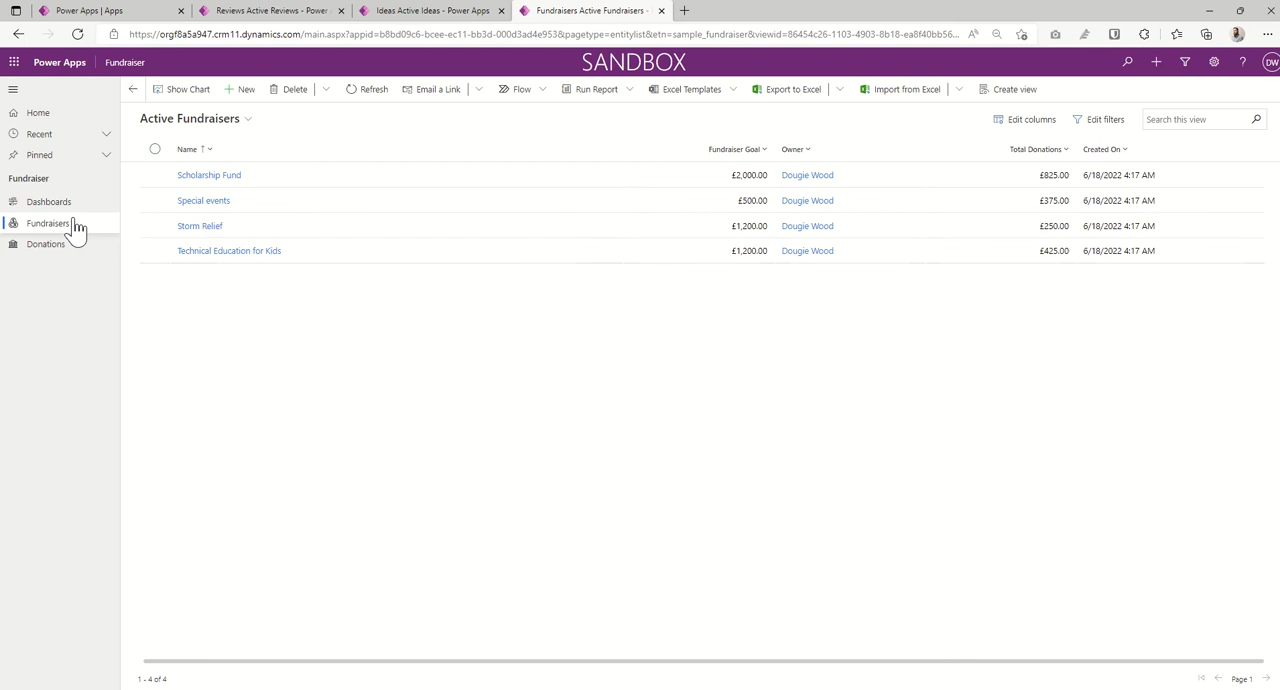 Power Apps | Apps
Reviews Active Reviews - Power
Ideas Active Ideas - Power Apps
Fundraisers Active Fundraisers -
https://orgf8a5a947.crm11.dynamics.com/main.aspx?appid=b8bd09c6-bcee-ec11-bb3d-000d3ad4e953&pagetype=entitylist&etn=sample_fundraiser&viewid=86454c26-1103-4903-8b18-ea8f40bb56...
Power Apps Fundraiser SANDBOX DW
Show Chart New Delete Refresh Email a Link Flow Run Report Excel Templates Export to Excel Import from Excel Create view
Home
Recent
Pinned
Fundraiser
Dashboards
Fundraisers
Donations
Active Fundraisers Edit columns Edit filters Search this view
Name Fundraiser Goal Owner Total Donations Created On
Scholarship Fund £2,000.00 Dougie Wood £825.00 6/18/2022 4:17 AM
Special events £500.00 Dougie Wood £375.00 6/18/2022 4:17 AM
Storm Relief £1,200.00 Dougie Wood £250.00 6/18/2022 4:17 AM
Technical Education for Kids £1,200.00 Dougie Wood £425.00 6/18/2022 4:17 AM
1 - 4 of 4 Page 1